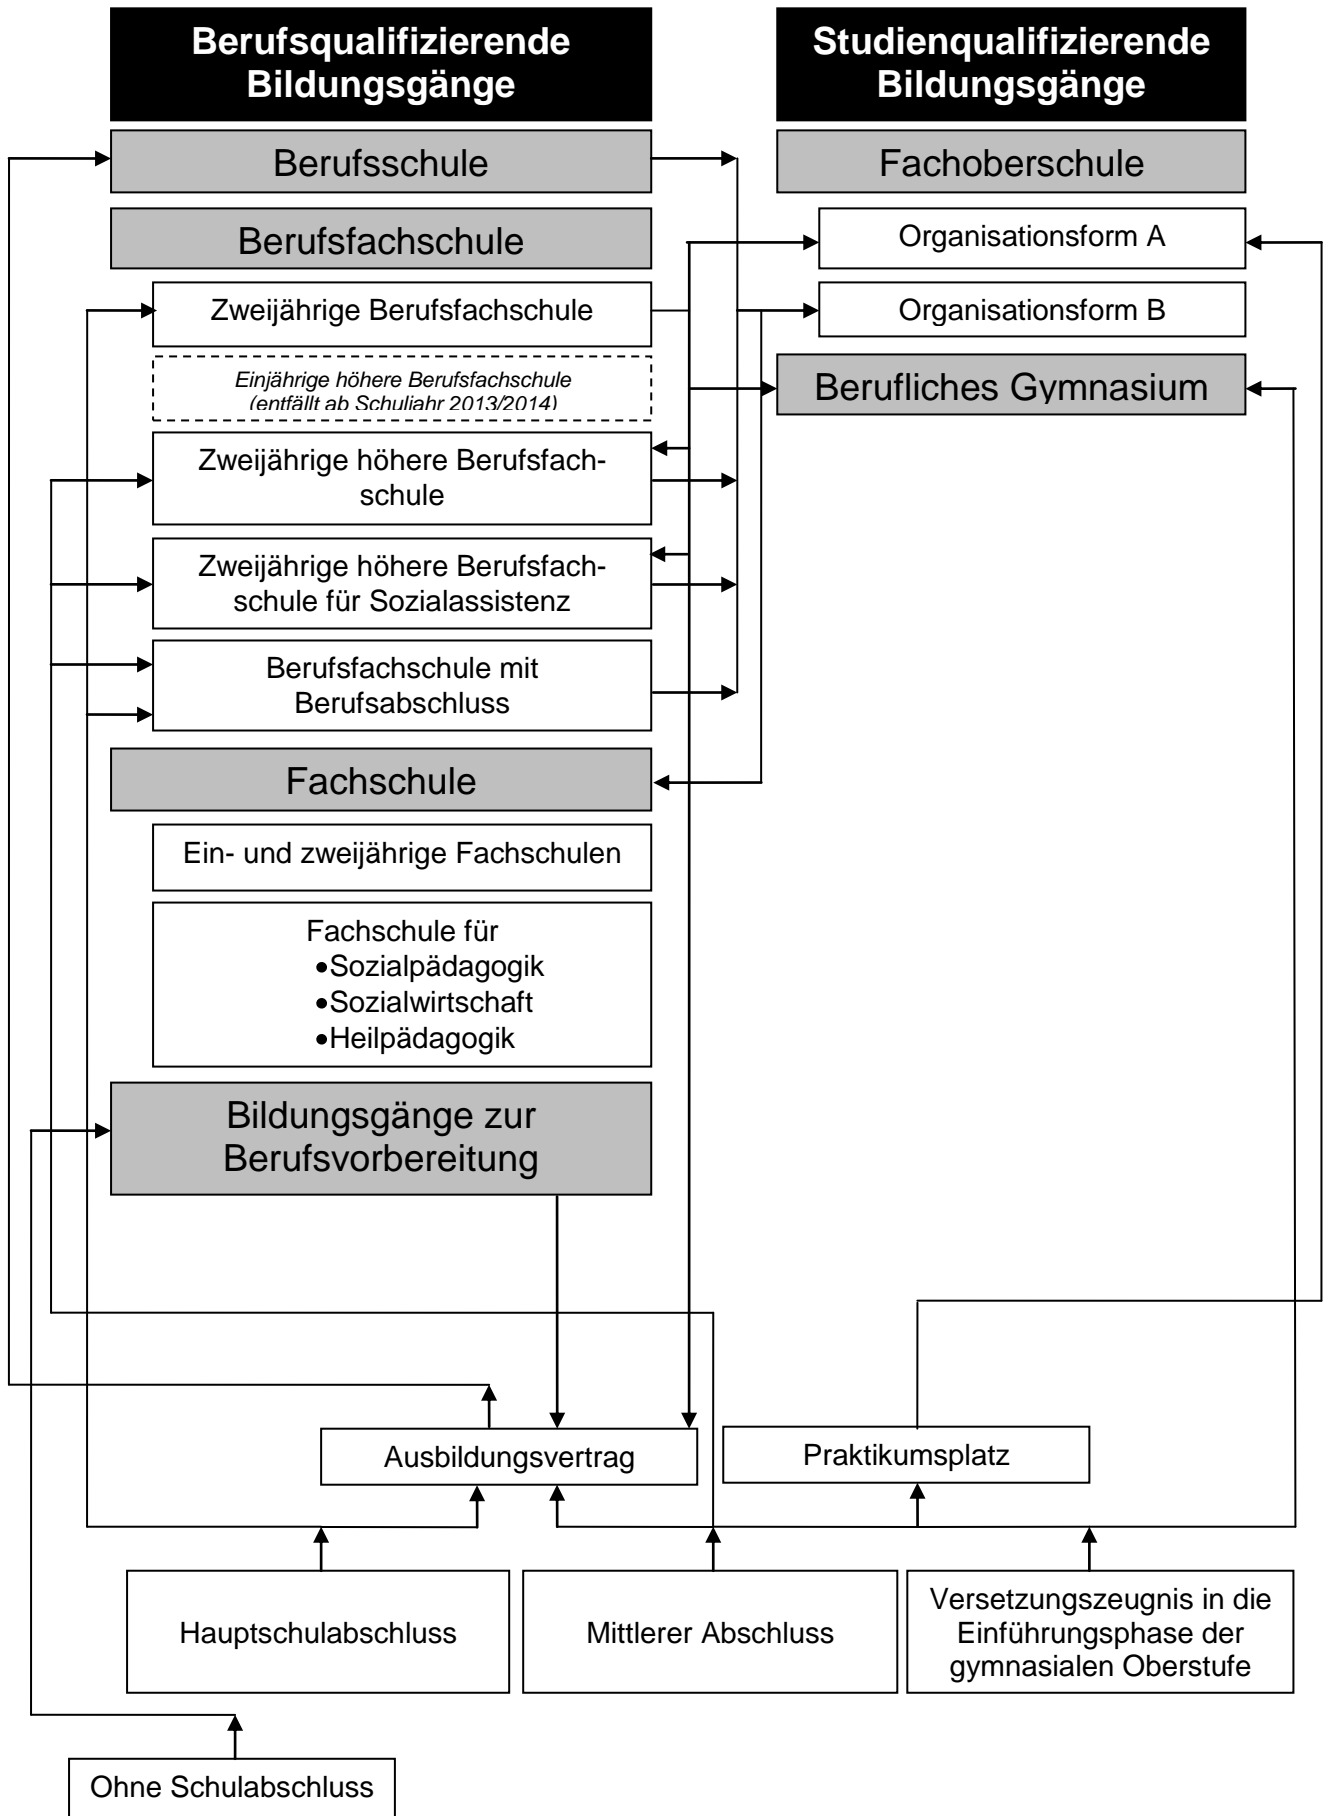 Berufsqualifizierende
Bildungsgänge
Studienqualifizierende
Bildungsgänge
Berufsschule
Fachoberschule
Berufsfachschule
Organisationsform A
Zweijährige Berufsfachschule
Organisationsform B
Einjährige höhere Berufsfachschule
(entfällt ab Schuljahr 2013/2014)
Berufliches Gymnasium
Zweijährige höhere Berufsfach-
schule
Zweijährige höhere Berufsfach-
schule für Sozialassistenz
Berufsfachschule mit
Berufsabschluss
Fachschule
Ein- und zweijährige Fachschulen
Fachschule für
•Sozialpädagogik
•Sozialwirtschaft
•Heilpädagogik
Bildungsgänge zur
Berufsvorbereitung
Ausbildungsvertrag
Praktikumsplatz
Hauptschulabschluss
Mittlerer Abschluss
Versetzungszeugnis in die
Einführungsphase der
gymnasialen Oberstufe
Ohne Schulabschluss